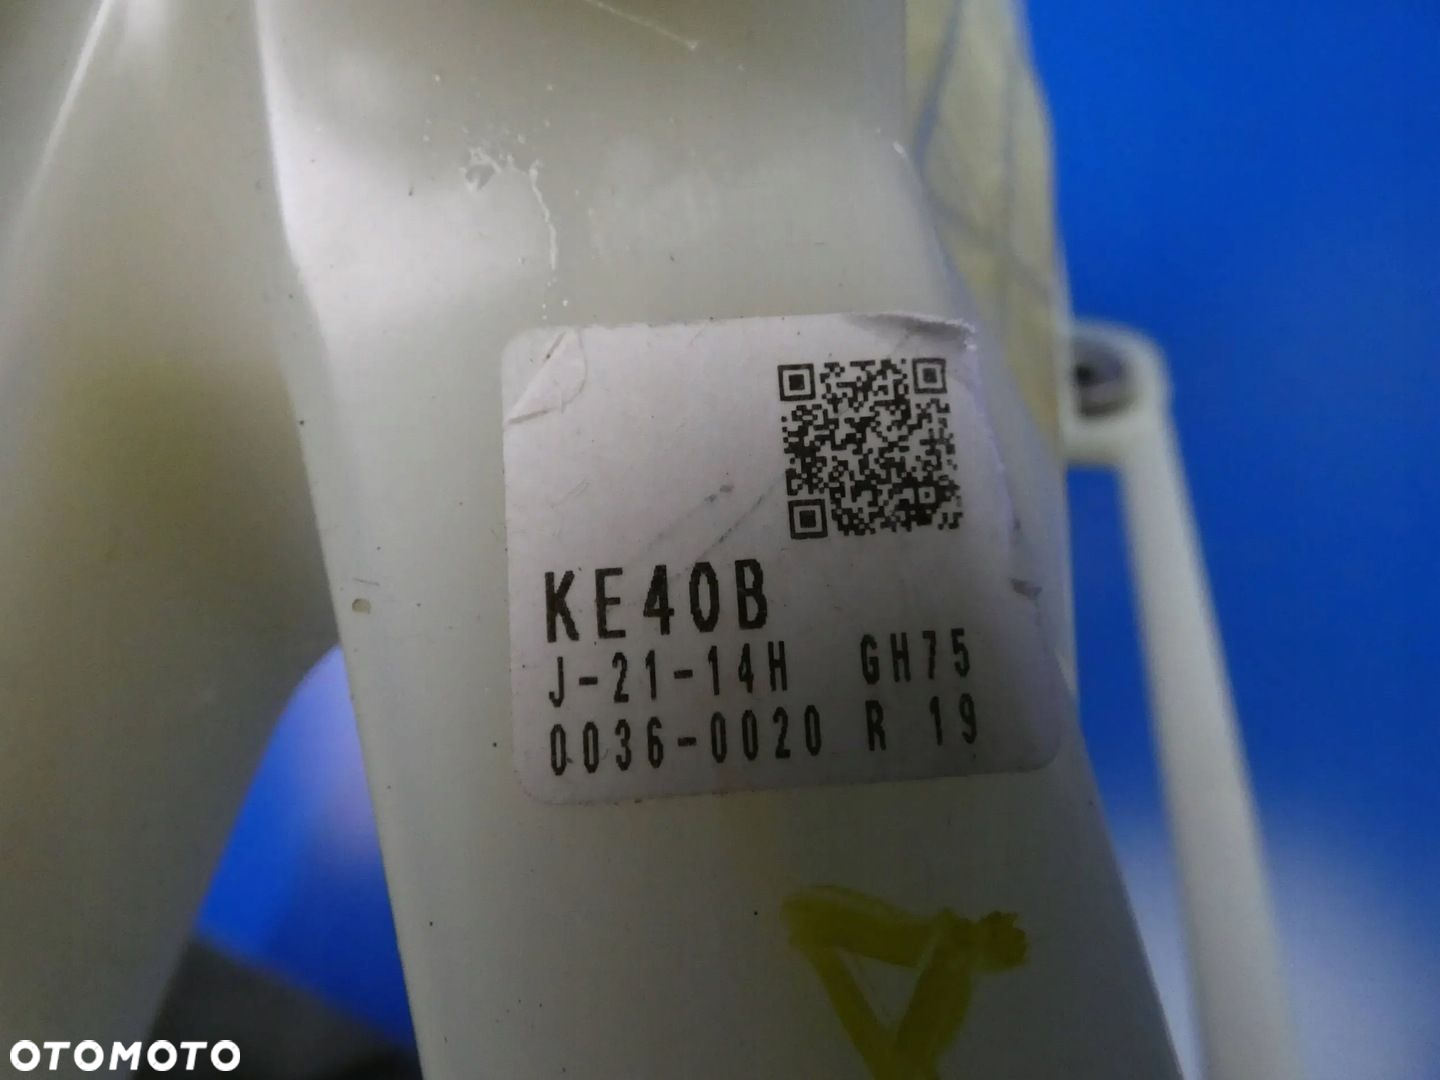 KE40B
J-21-14H GH75
0036-0020 R 19
OTOMOTO